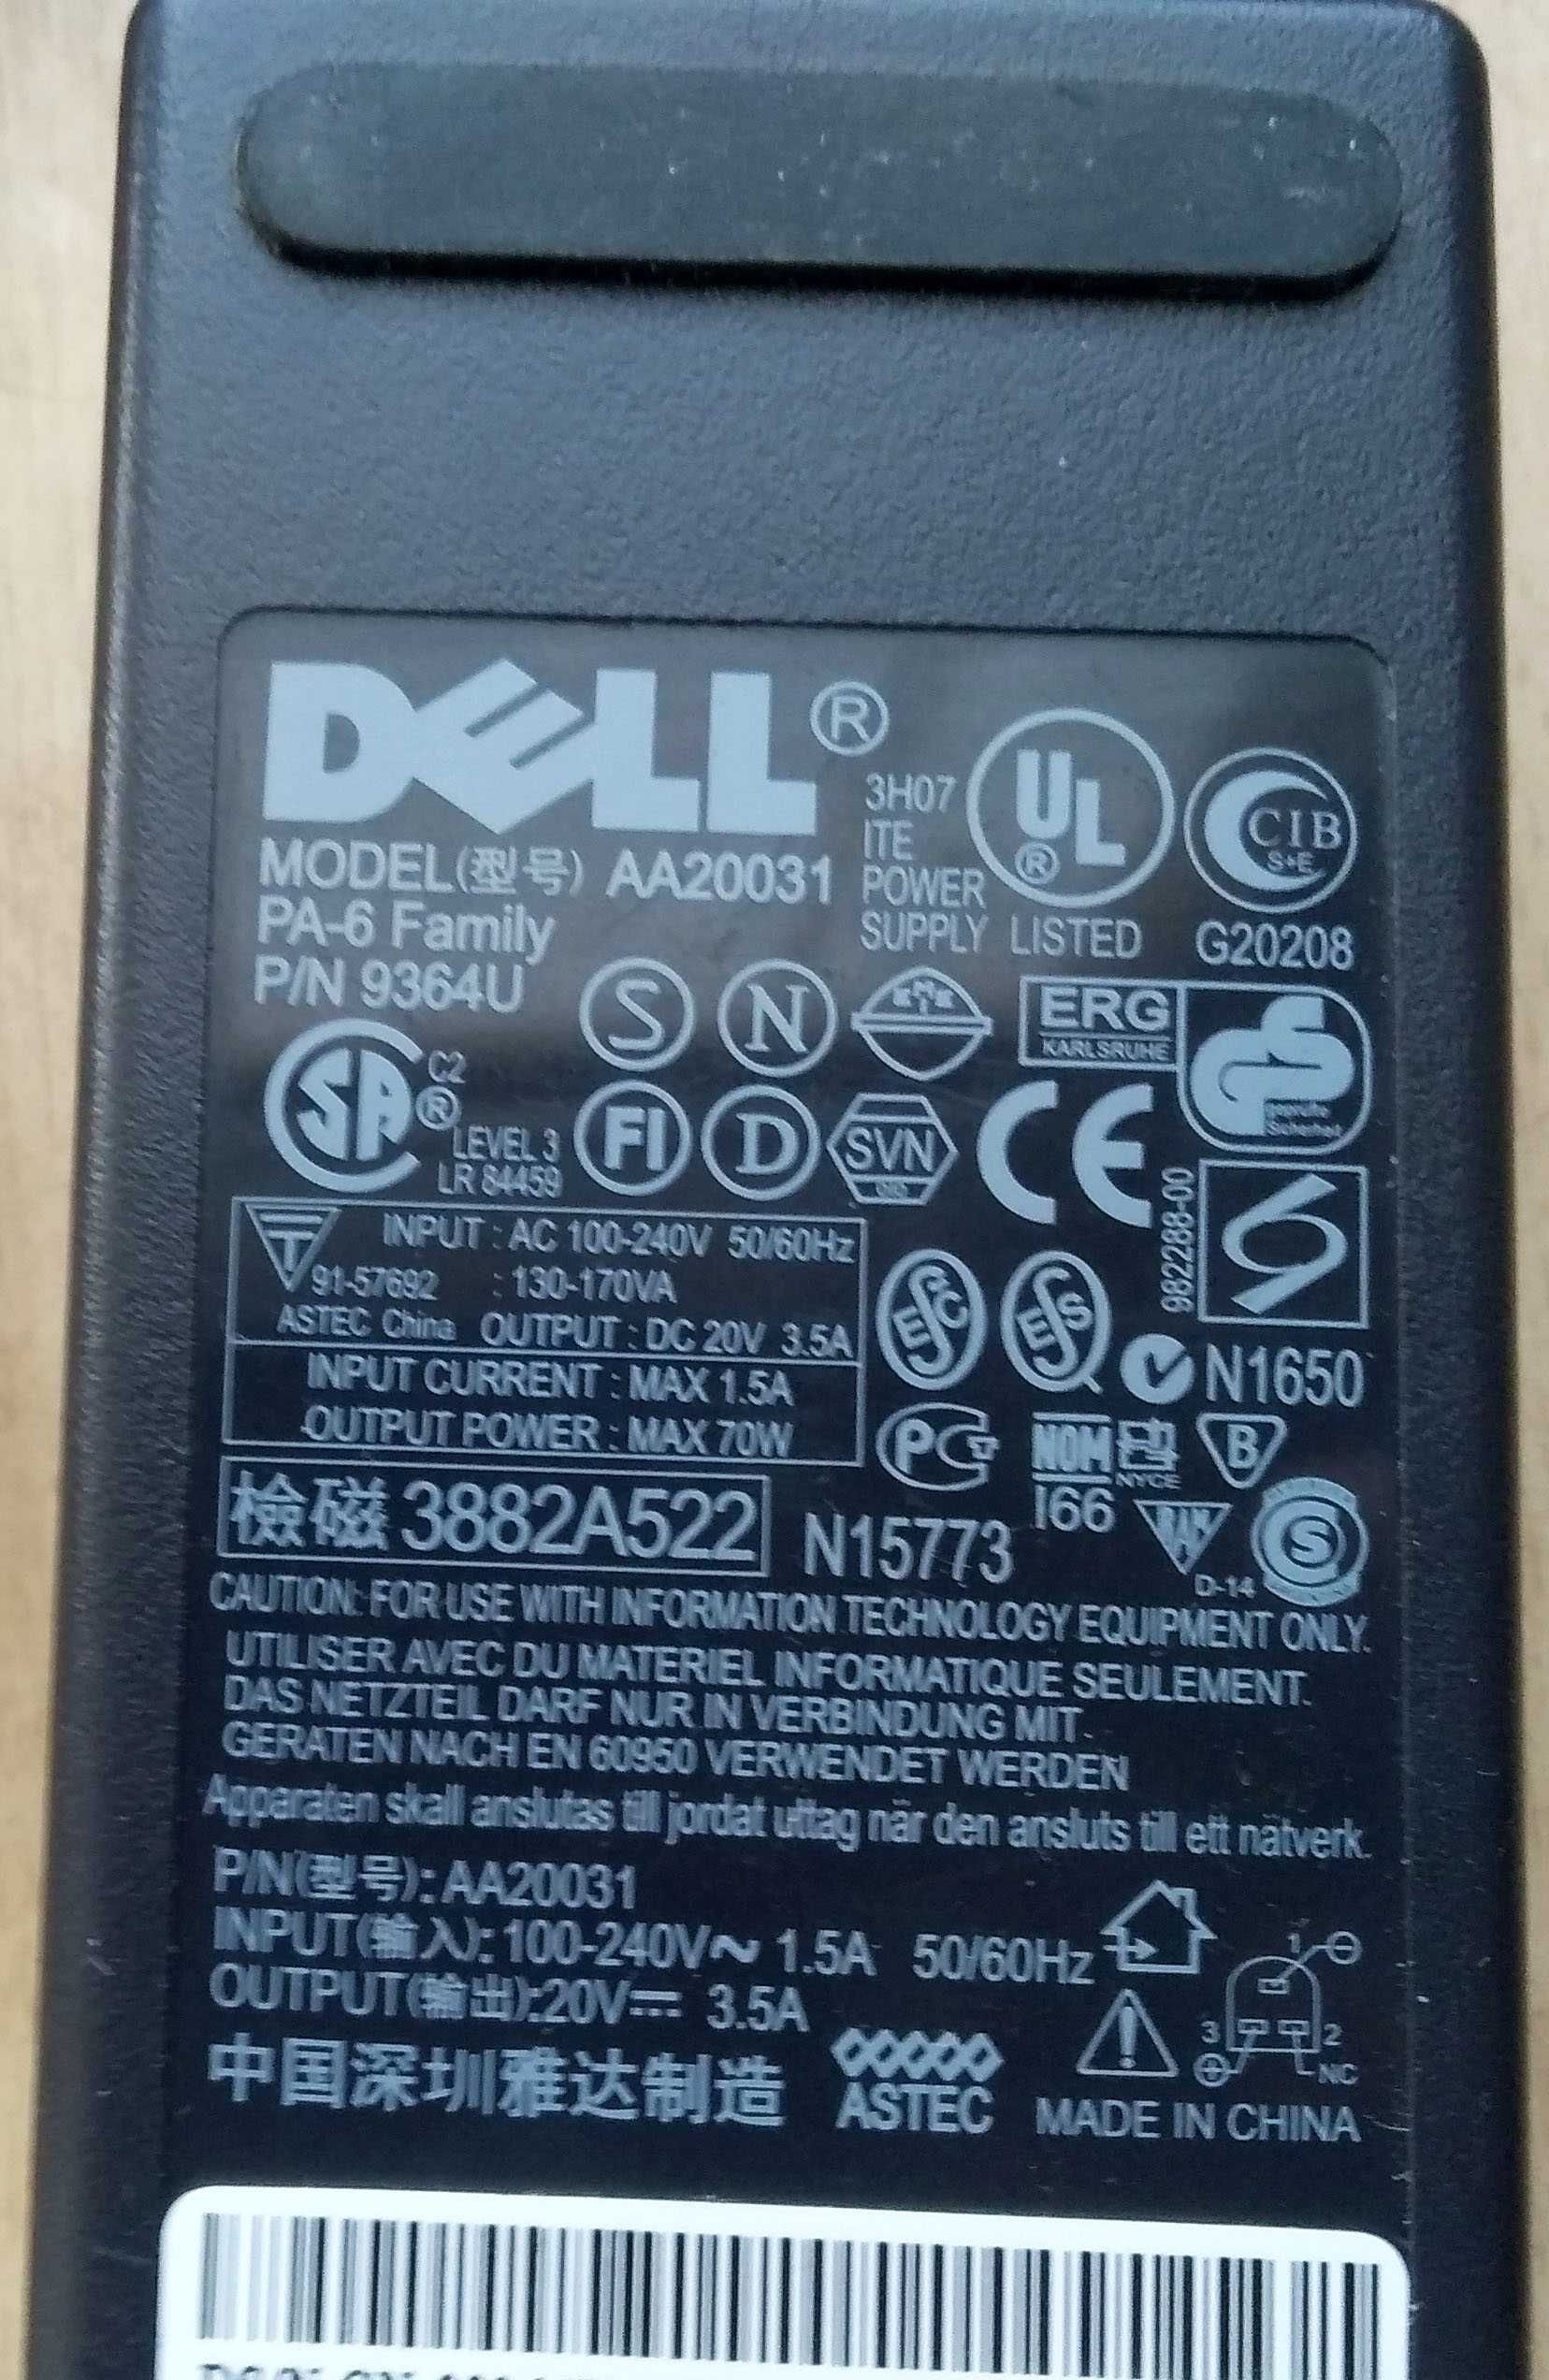 DELL®
3H07
ITE
POWER
SUPPLY LISTED
UL®
CIB
S+E
G20208
MODEL(型号) AA20031
PA-6 Family
P/N 9364U
S N
ERG
KARLSRUHE
SA®
C2
LEVEL 3
LR 84459
FI D SVN
CE
982288-00
T
INPUT : AC 100-240V 50/60Hz
91-57692 : 130-170VA
ASTEC China OUTPUT : DC 20V 3.5A
INPUT CURRENT : MAX 1.5A
OUTPUT POWER : MAX 70W
N1650
NOM
NYCE
166
B
S
D-14
檢磁 3882A522
N15773
CAUTION: FOR USE WITH INFORMATION TECHNOLOGY EQUIPMENT ONLY.
UTILISER AVEC DU MATERIEL INFORMATIQUE SEULEMENT.
DAS NETZTEIL DARF NUR IN VERBINDUNG MIT
GERATEN NACH EN 60950 VERWENDET WERDEN
Apparaten skall anslutas till jordat uttag när den ansluts till ett nätverk.
P/N(型号): AA20031
INPUT(输入): 100-240V~ 1.5A 50/60Hz
OUTPUT(输出):20V⎓ 3.5A
1
3
2
NC
中国深圳雅达制造
ASTEC
MADE IN CHINA